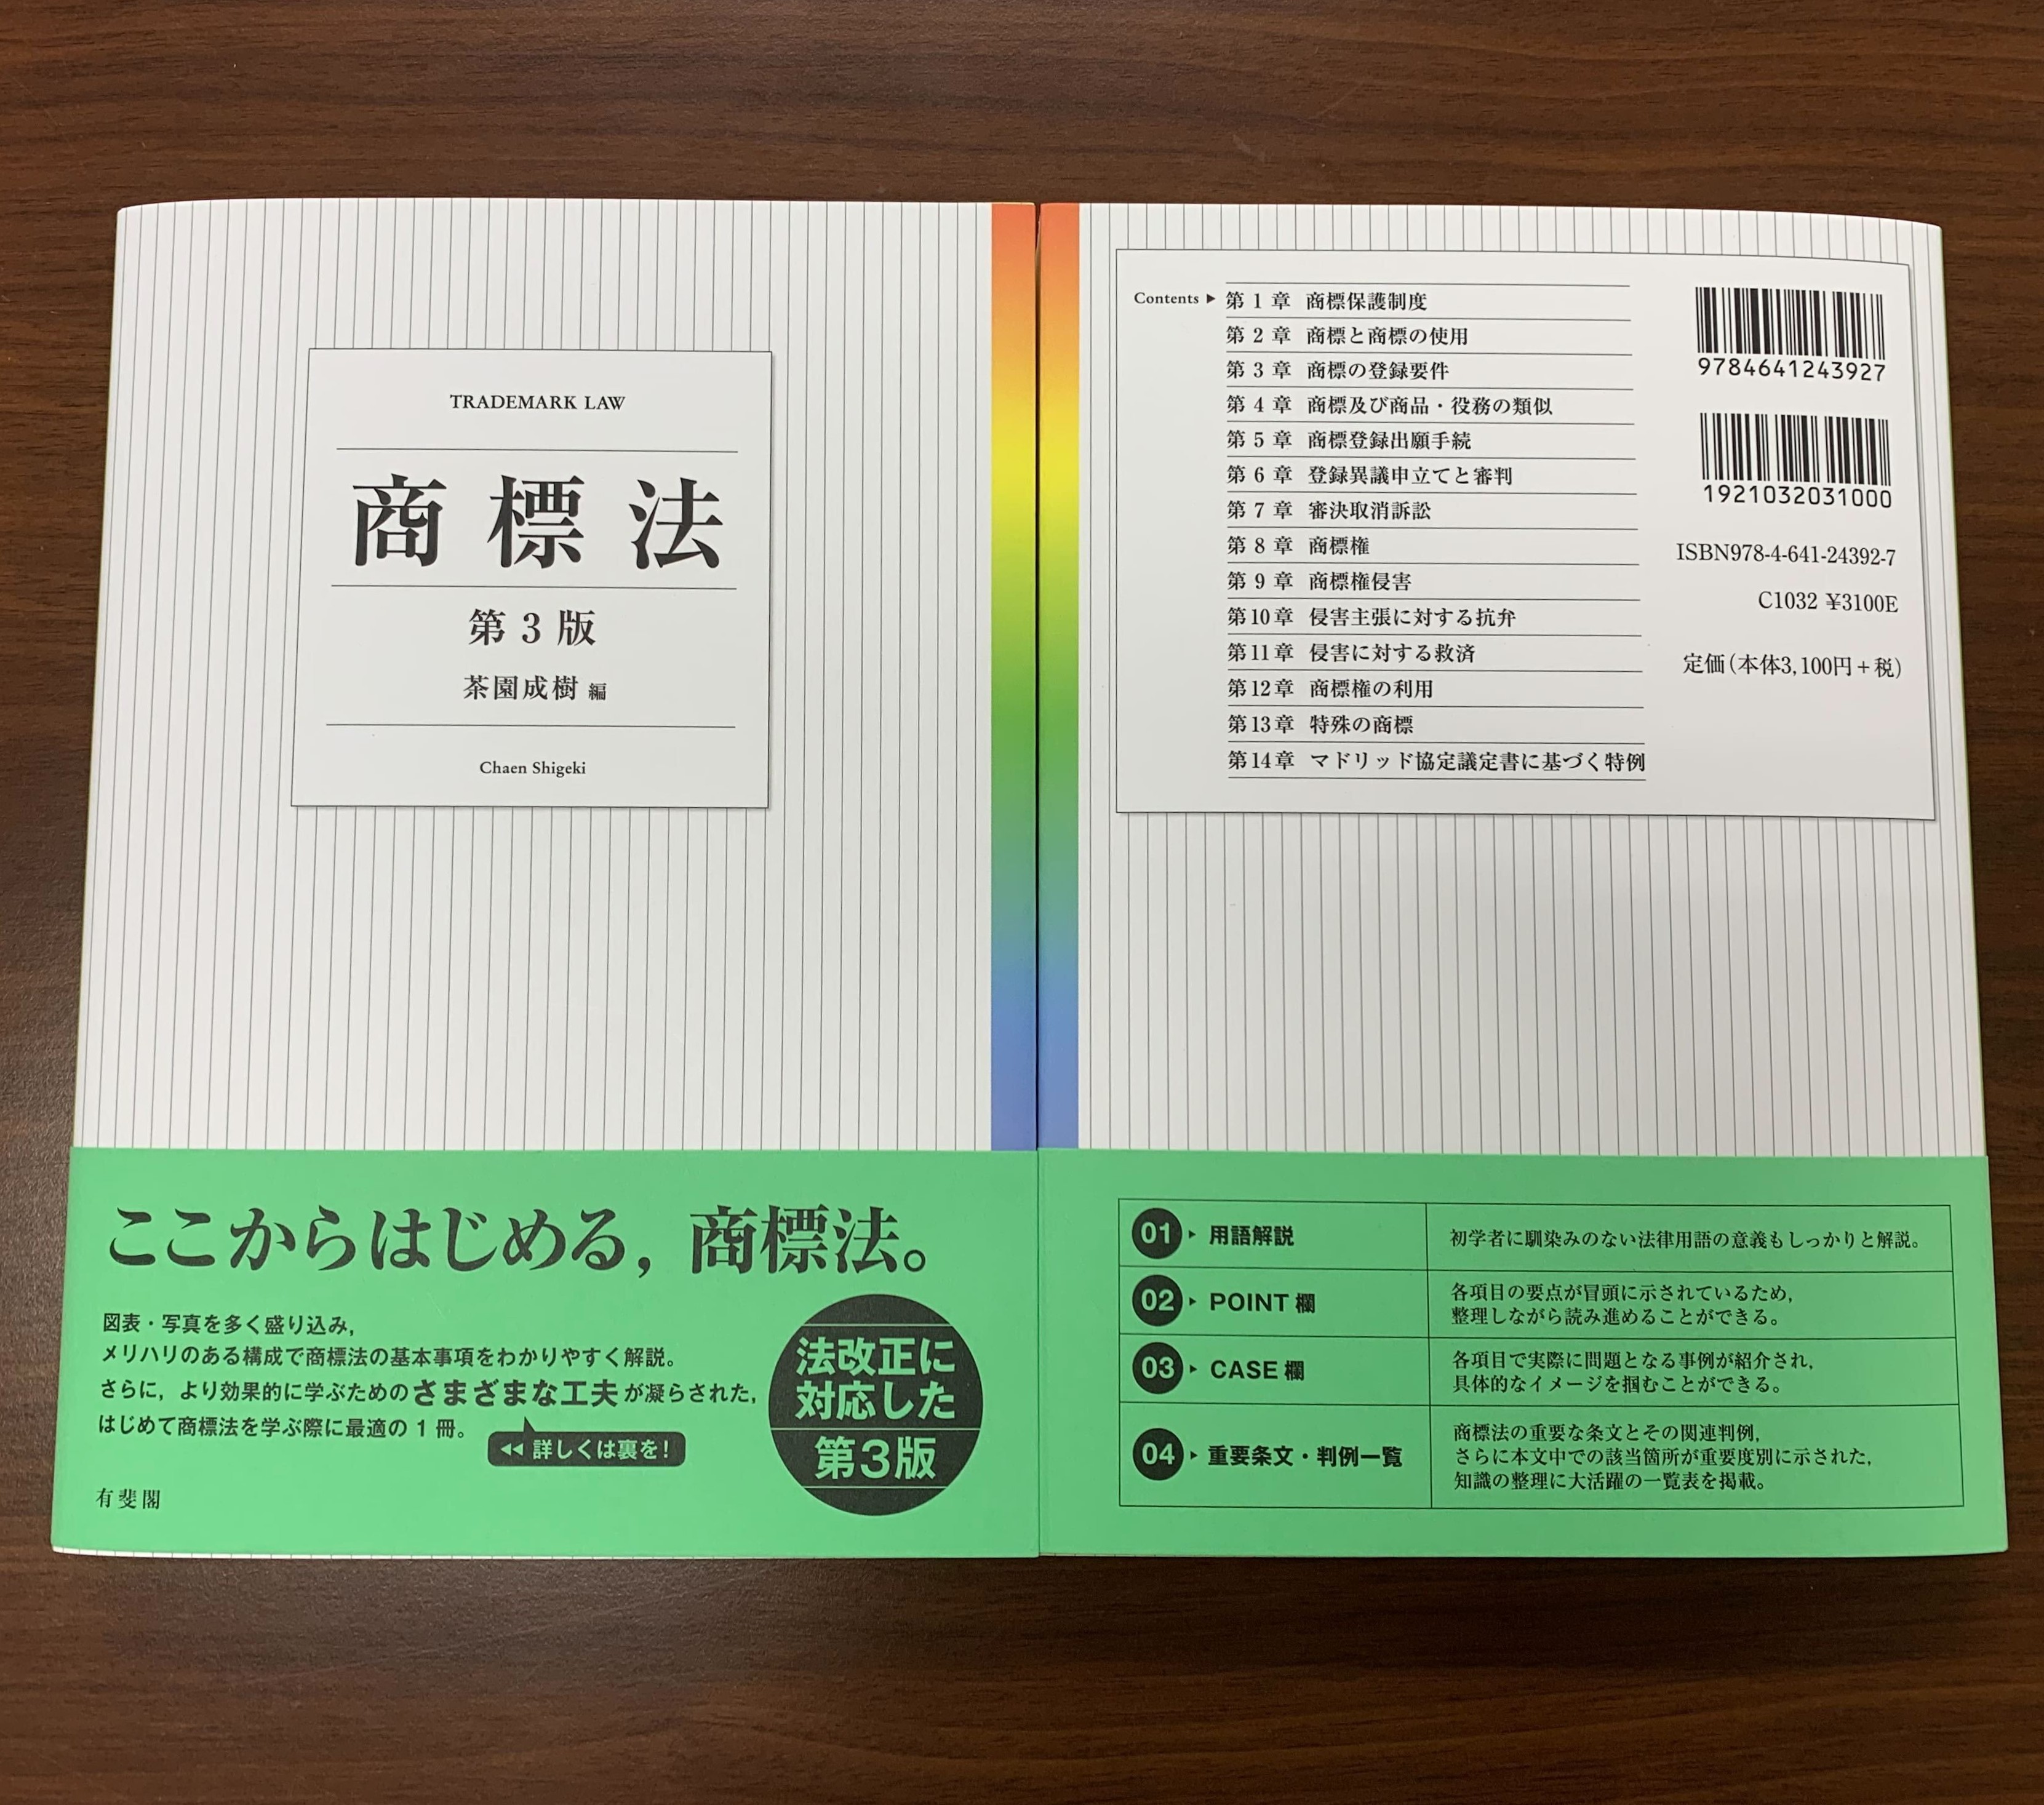 TRADEMARK LAW
商標法
第3版
茶園成樹 編
Chaen Shigeki
ここからはじめる，商標法。
図表・写真を多く盛り込み，
メリハリのある構成で商標法の基本事項をわかりやすく解説。
さらに，より効果的に学ぶためのさまざまな工夫が凝らされた，
はじめて商標法を学ぶ際に最適の1冊。
◀◀ 詳しくは裏を！
法改正に
対応した
第3版
有斐閣
Contents ▶ 第1章 商標保護制度
第2章 商標と商標の使用
第3章 商標の登録要件
第4章 商標及び商品・役務の類似
第5章 商標登録出願手続
第6章 登録異議申立てと審判
第7章 審決取消訴訟
第8章 商標権
第9章 商標権侵害
第10章 侵害主張に対する抗弁
第11章 侵害に対する救済
第12章 商標権の利用
第13章 特殊の商標
第14章 マドリッド協定議定書に基づく特例
9784641243927
1921032031000
ISBN978-4-641-24392-7
C1032 ¥3100E
定価（本体3,100円＋税）
01 ▶ 用語解説
初学者に馴染みのない法律用語の意義もしっかりと解説。
02 ▶ POINT 欄
各項目の要点が冒頭に示されているため，
整理しながら読み進めることができる。
03 ▶ CASE 欄
各項目で実際に問題となる事例が紹介され，
具体的なイメージを掴むことができる。
04 ▶ 重要条文・判例一覧
商標法の重要な条文とその関連判例，
さらに本文中での該当箇所が重要度別に示された，
知識の整理に大活躍の一覧表を掲載。